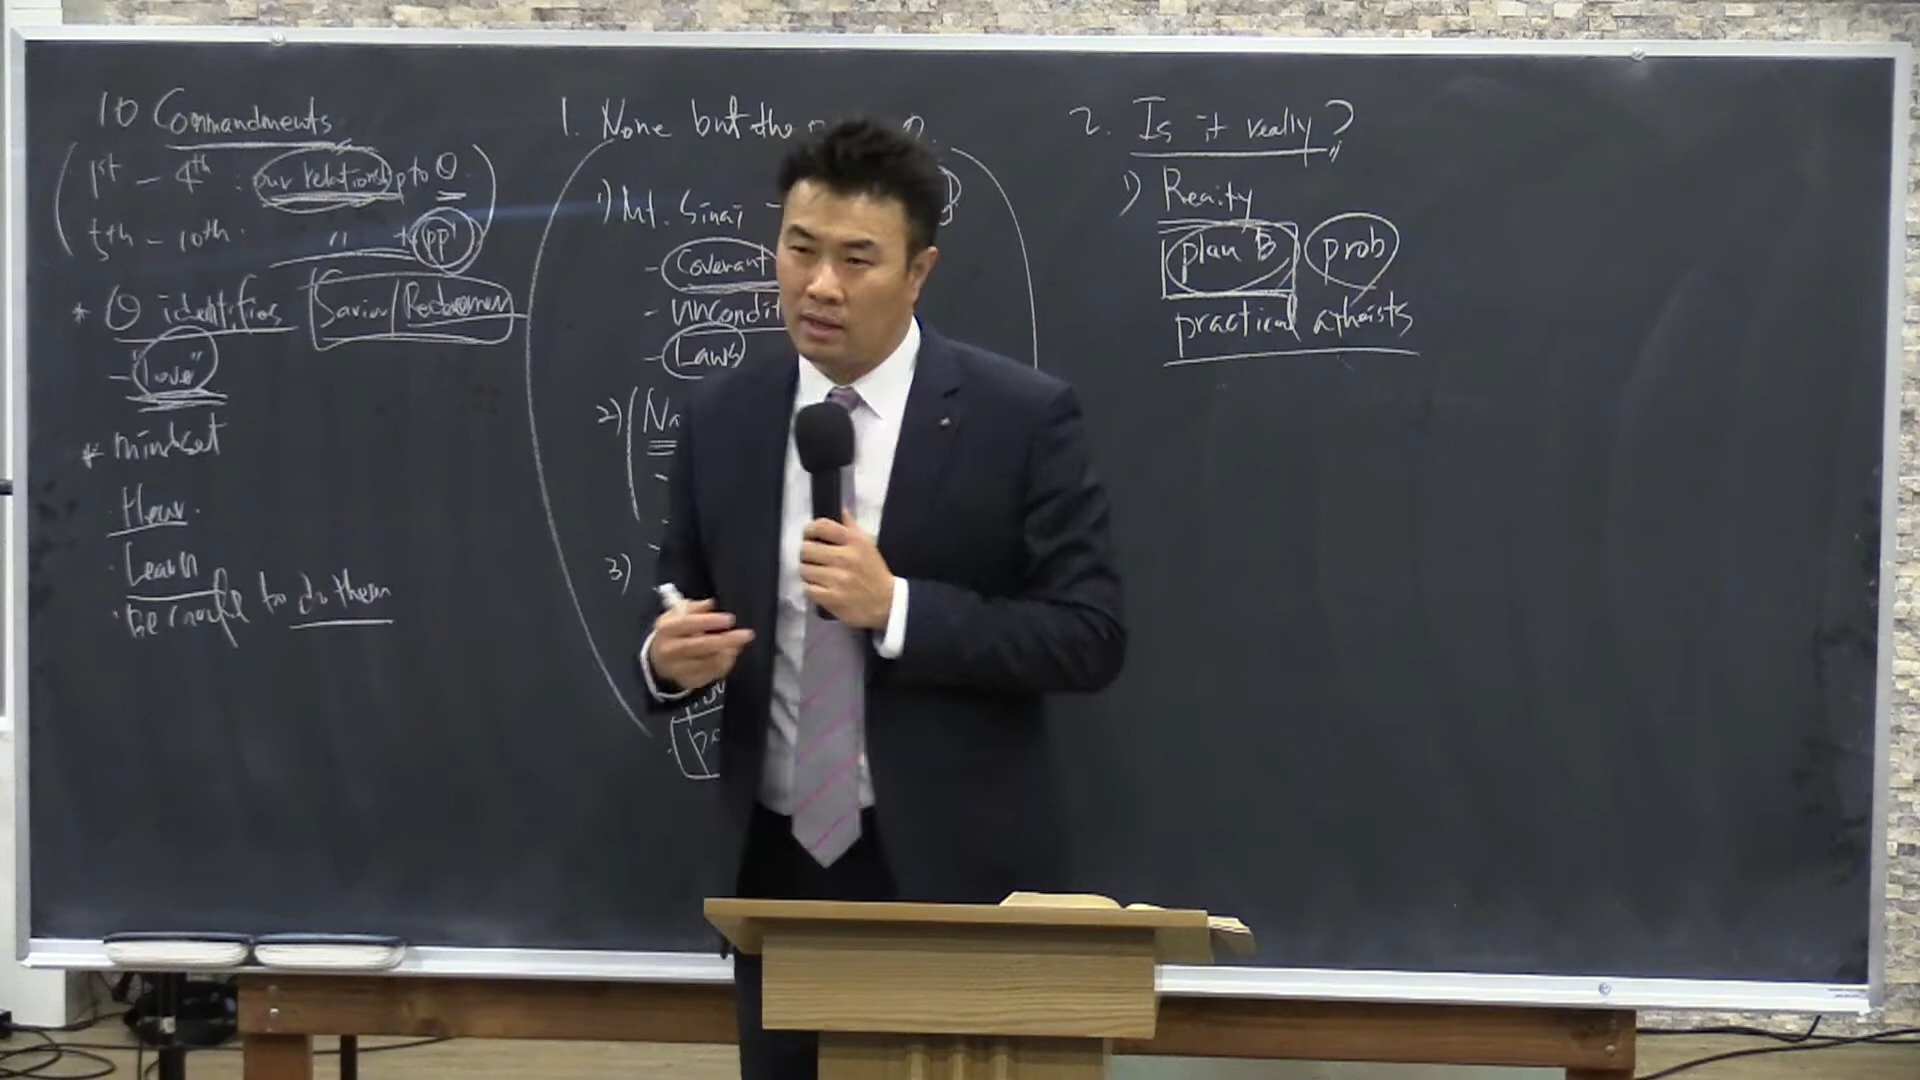 10 Commandments
1st - 4th : our relationship to Θ
5th - 10th. " to ppl
* Θ identifies Savior/Redeemer
- "love"
* mindset
· Hear.
· Learn
· Be careful to do them
1. None but the
1) Mt. Sinai -
- Covenant
- uncondit
- Laws
2)
3)
2. Is it really?
1) Reality
plan B prob
practical atheists